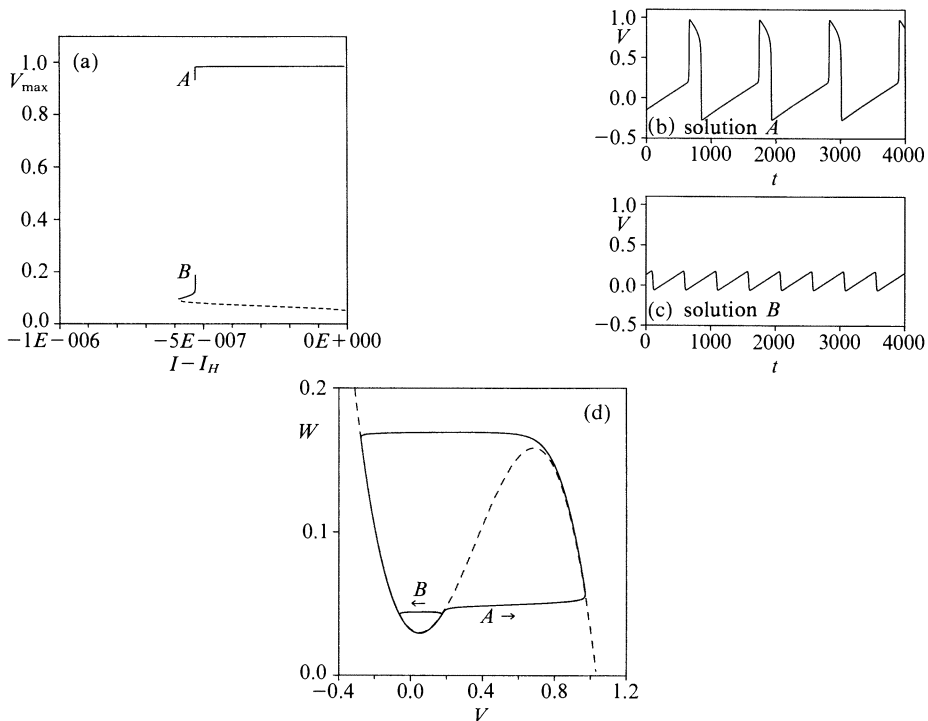 (a)
1.0
V_max
A
0.8
0.6
0.4
0.2
B
0.0
−1E−006 −5E−007 0E+000
I−I_H
1.0
V
0.5
0.0
−0.5
(b) solution A
0 1000 2000 3000 4000
t
1.0
V
0.5
0.0
−0.5
(c) solution B
0 1000 2000 3000 4000
t
0.2
(d)
W
0.1
B
←
A →
0.0
−0.4 0.0 0.4 0.8 1.2
V